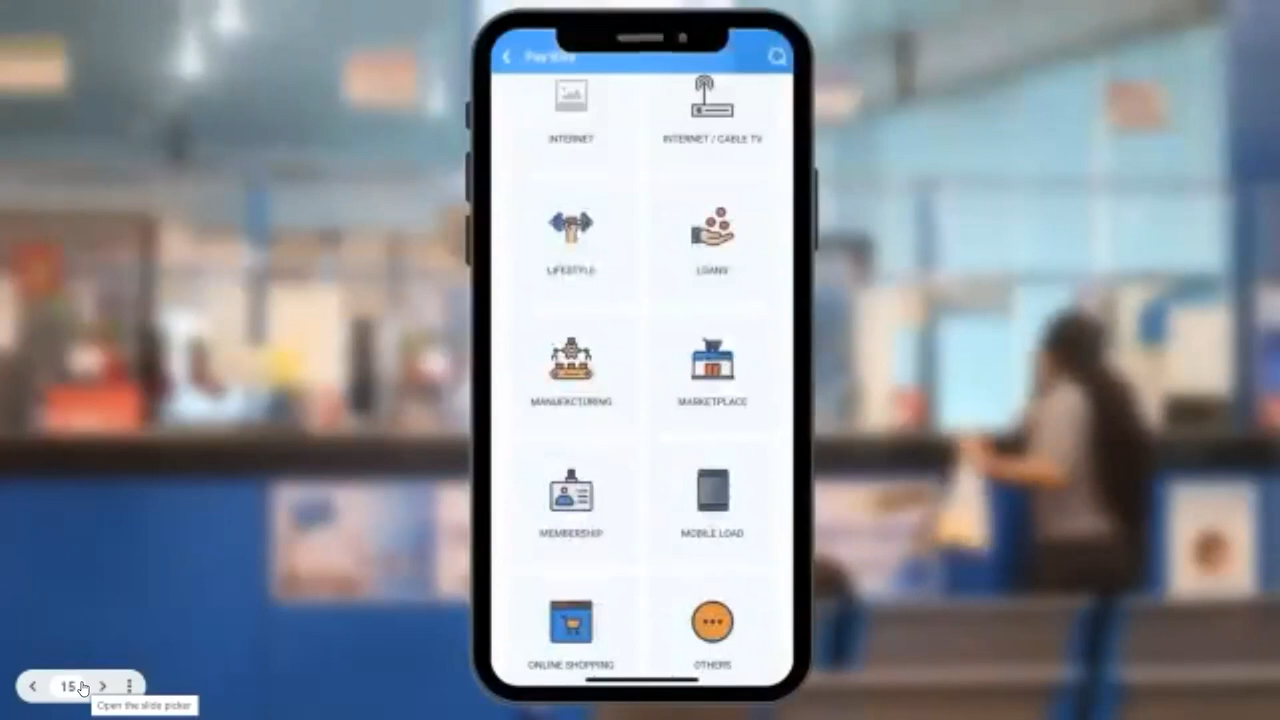 INTERNET
INTERNET / CABLE TV
LIFESTYLE
LOANS
MANUFACTURING
MARKETPLACE
MEMBERSHIP
MOBILE LOAD
ONLINE SHOPPING
OTHERS
15
Open the slide picker